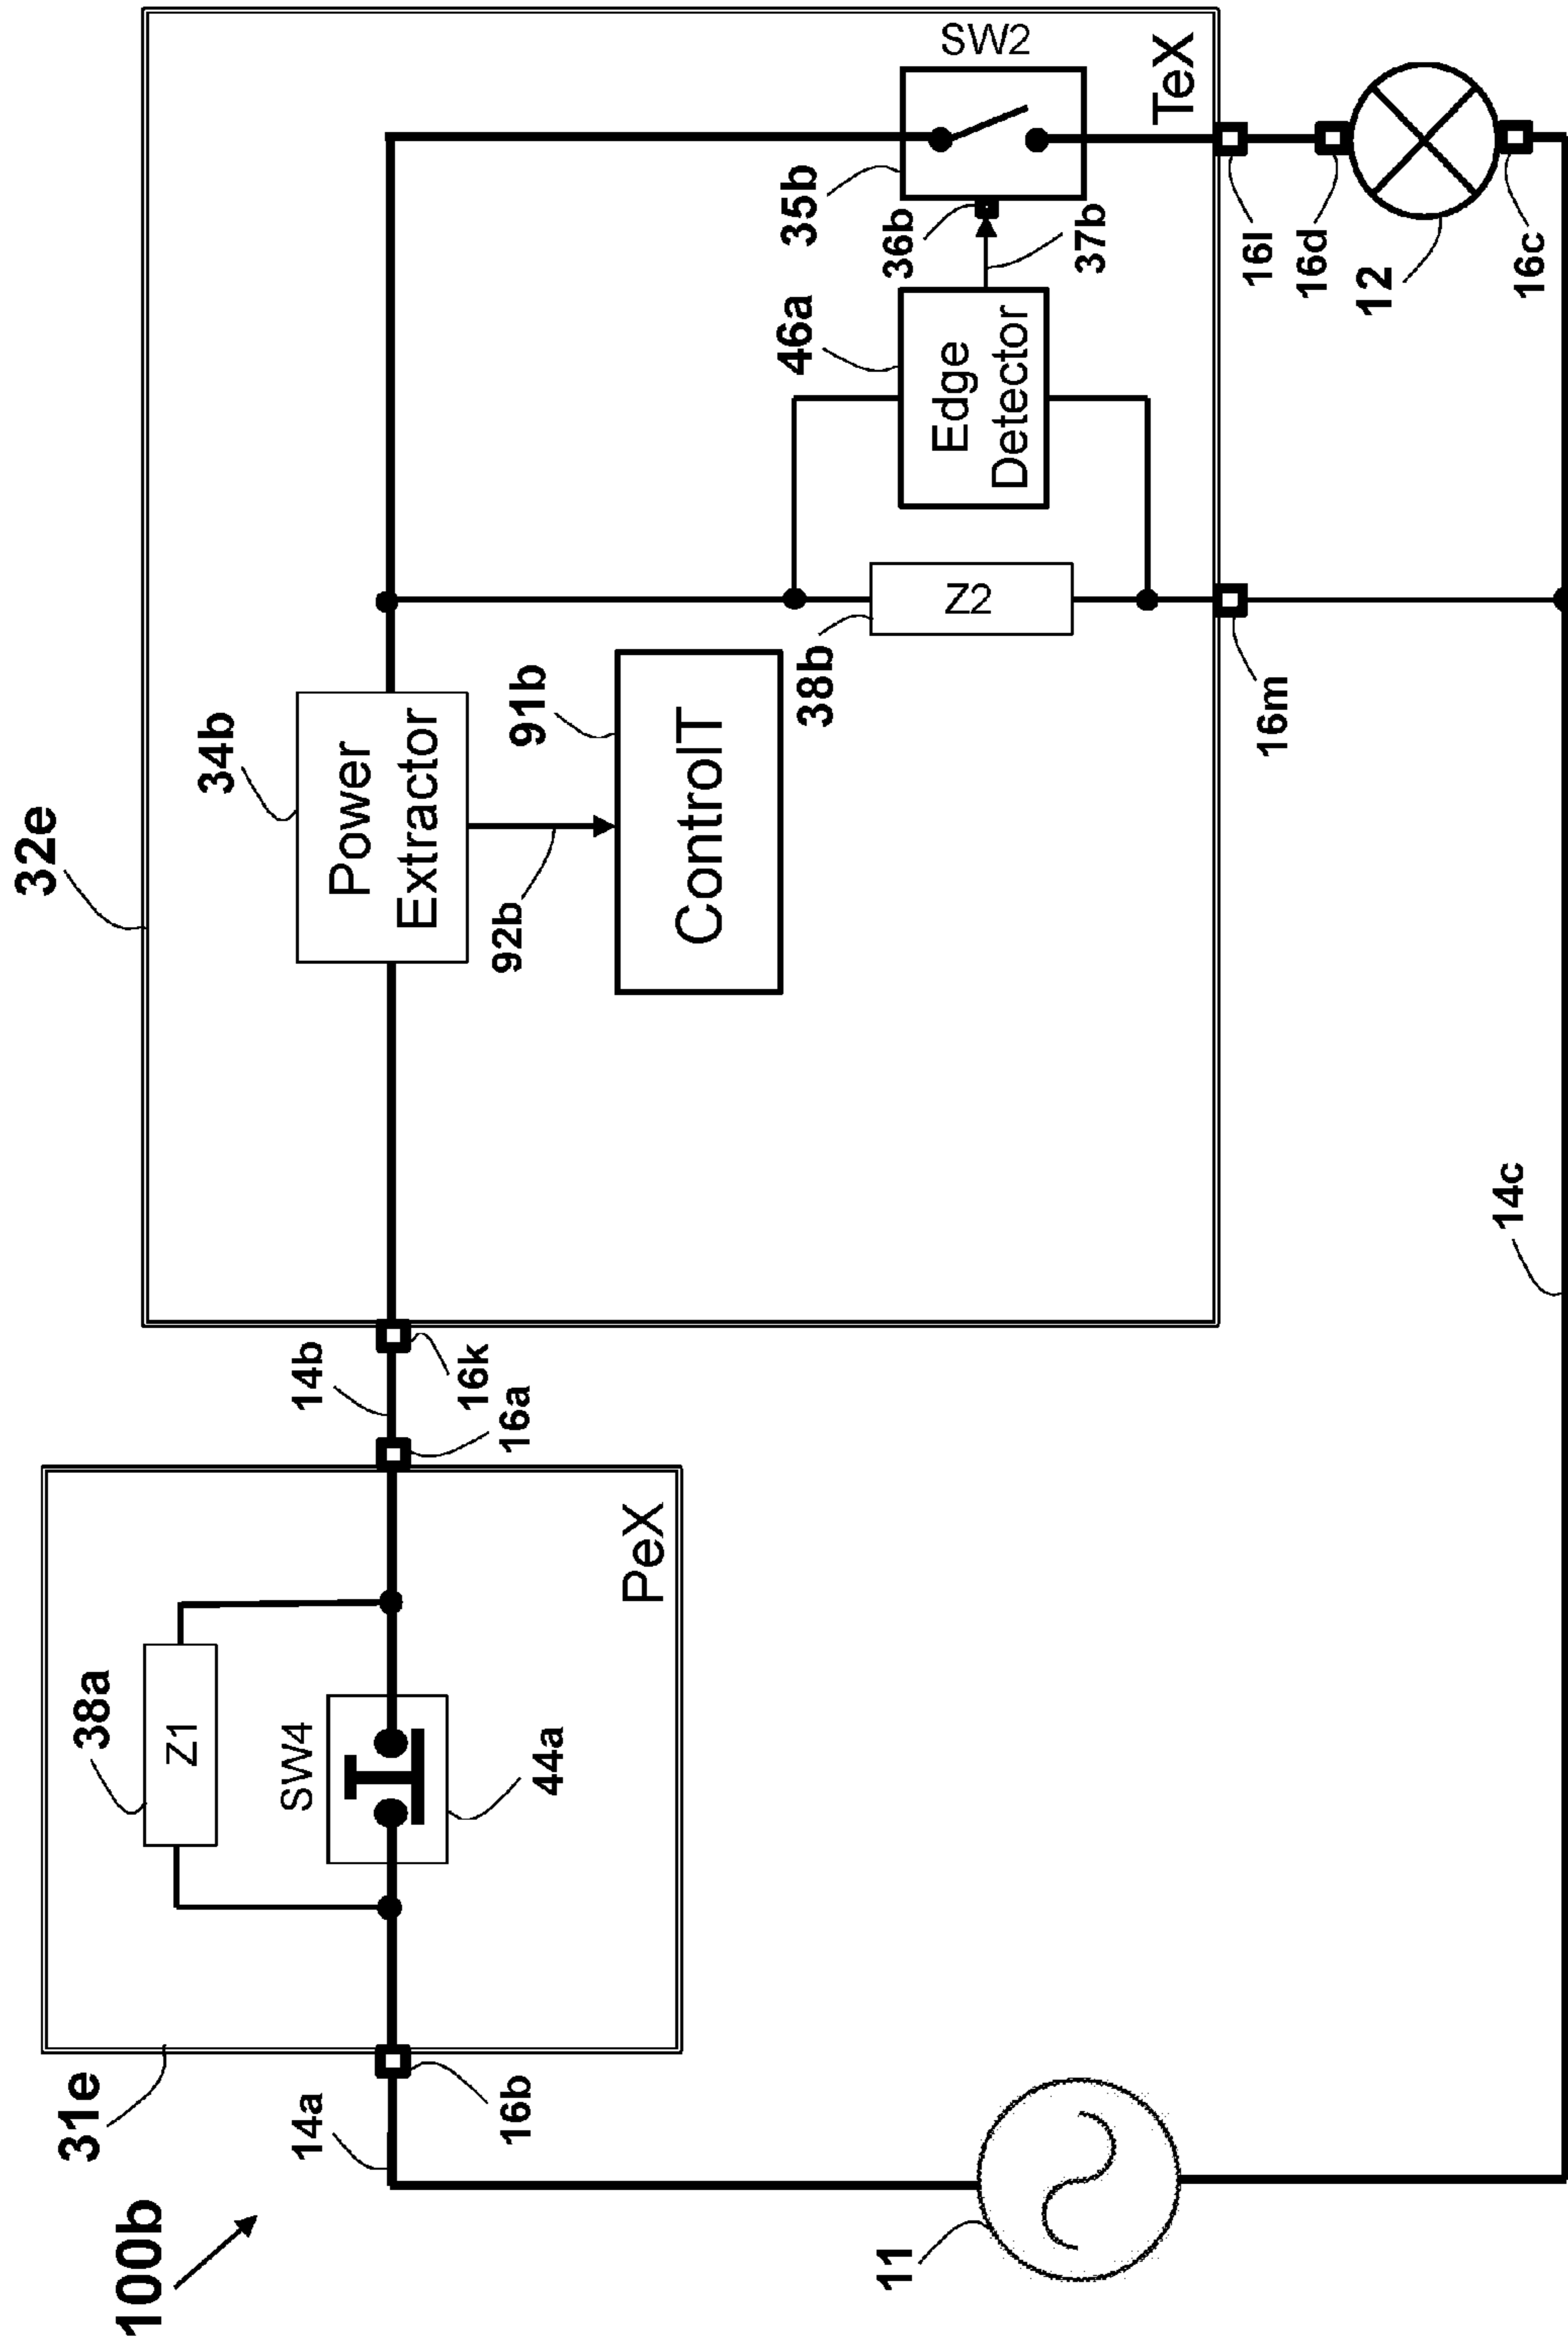 32e
31e
38a
100b
Z1
34b
SW4
14a
14b
Power
Extractor
16k
16b
16a
92b
91b
44a
PeX
ControlT
38b
46a
35b
11
36b
Z2
Edge
Detector
SW2
37b
TeX
16l
16m
16d
12
14c
16c